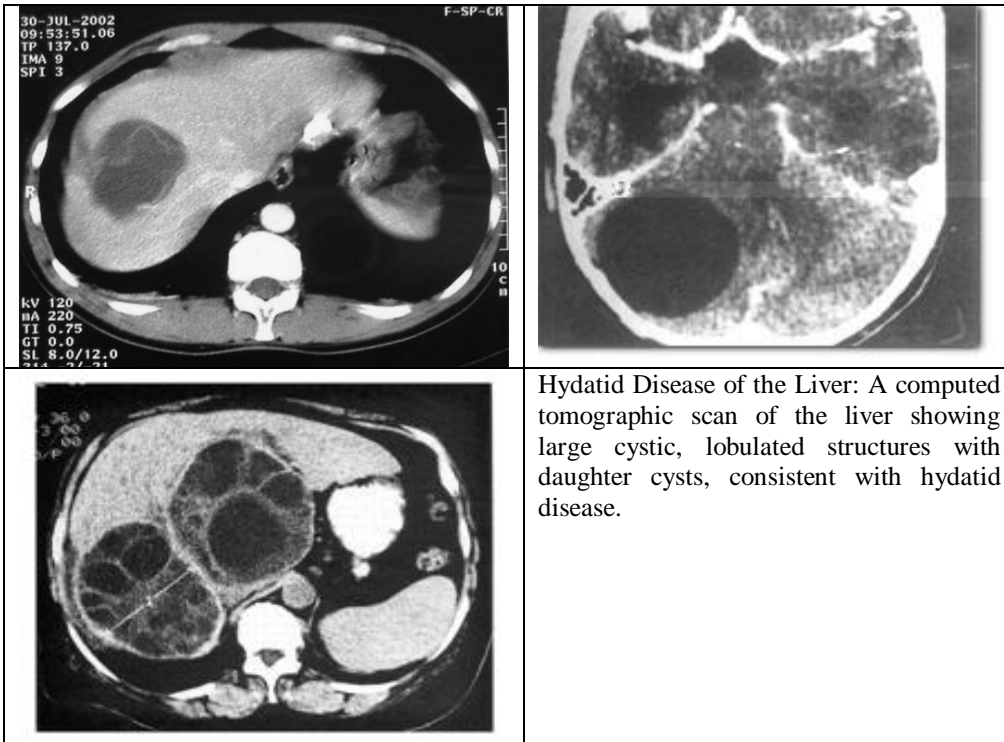 F-SP-CR
30-JUL-2002
09:53:51.06
TP 137.0
IMA 9
SPI 3
R
10
c
m
kV 120
mA 220
TI 0.75
GT 0.0
SL 8.0/12.0
Hydatid Disease of the Liver: A computed
tomographic scan of the liver showing
large cystic, lobulated structures with
daughter cysts, consistent with hydatid
disease.